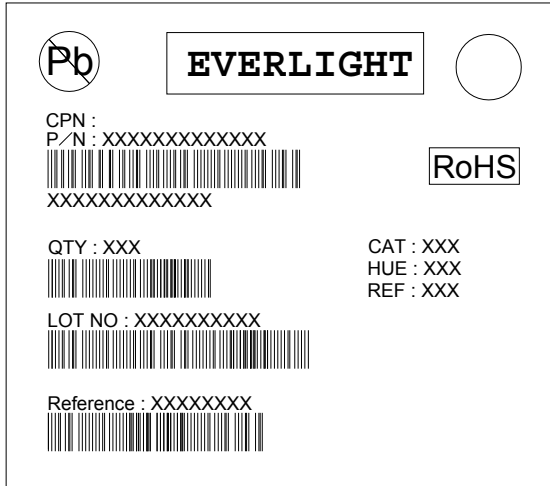 Pb
EVERLIGHT
CPN :
P/N : XXXXXXXXXXXXX
RoHS
XXXXXXXXXXXXX
QTY : XXX
CAT : XXX
HUE : XXX
REF : XXX
LOT NO : XXXXXXXXXX
Reference : XXXXXXXX